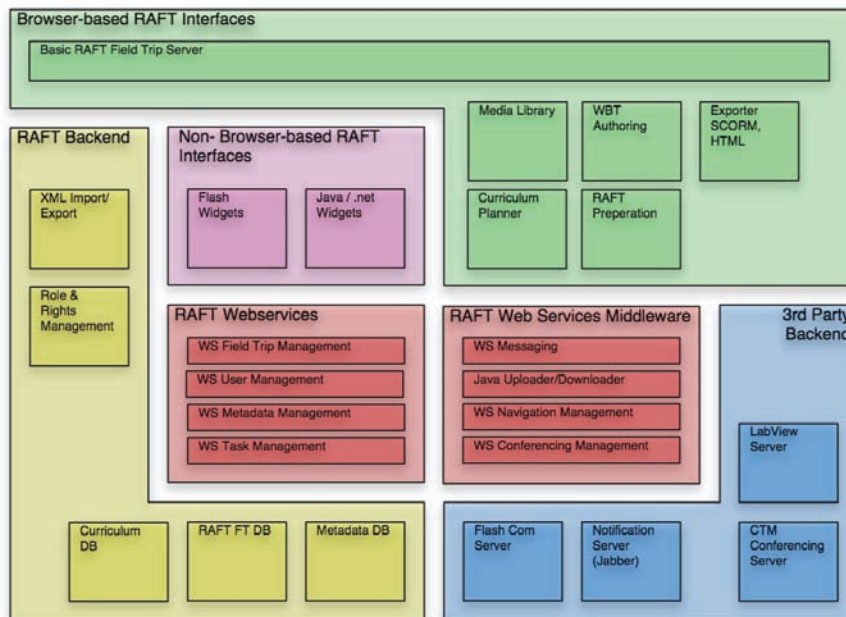 Browser-based RAFT Interfaces
Basic RAFT Field Trip Server
Media Library
WBT
Authoring
Exporter
SCORM,
HTML
Curriculum
Planner
RAFT
Preperation
RAFT Backend
XML Import/
Export
Role &
Rights
Management
Curriculum
DB
RAFT FT DB
Metadata DB
Non- Browser-based RAFT
Interfaces
Flash
Widgets
Java / .net
Widgets
RAFT Webservices
WS Field Trip Management
WS User Management
WS Metadata Management
WS Task Management
RAFT Web Services Middleware
WS Messaging
Java Uploader/Downloader
WS Navigation Management
WS Conferencing Management
3rd Party
Backend
LabView
Server
Flash Com
Server
Notification
Server
(Jabber)
CTM
Conferencing
Server